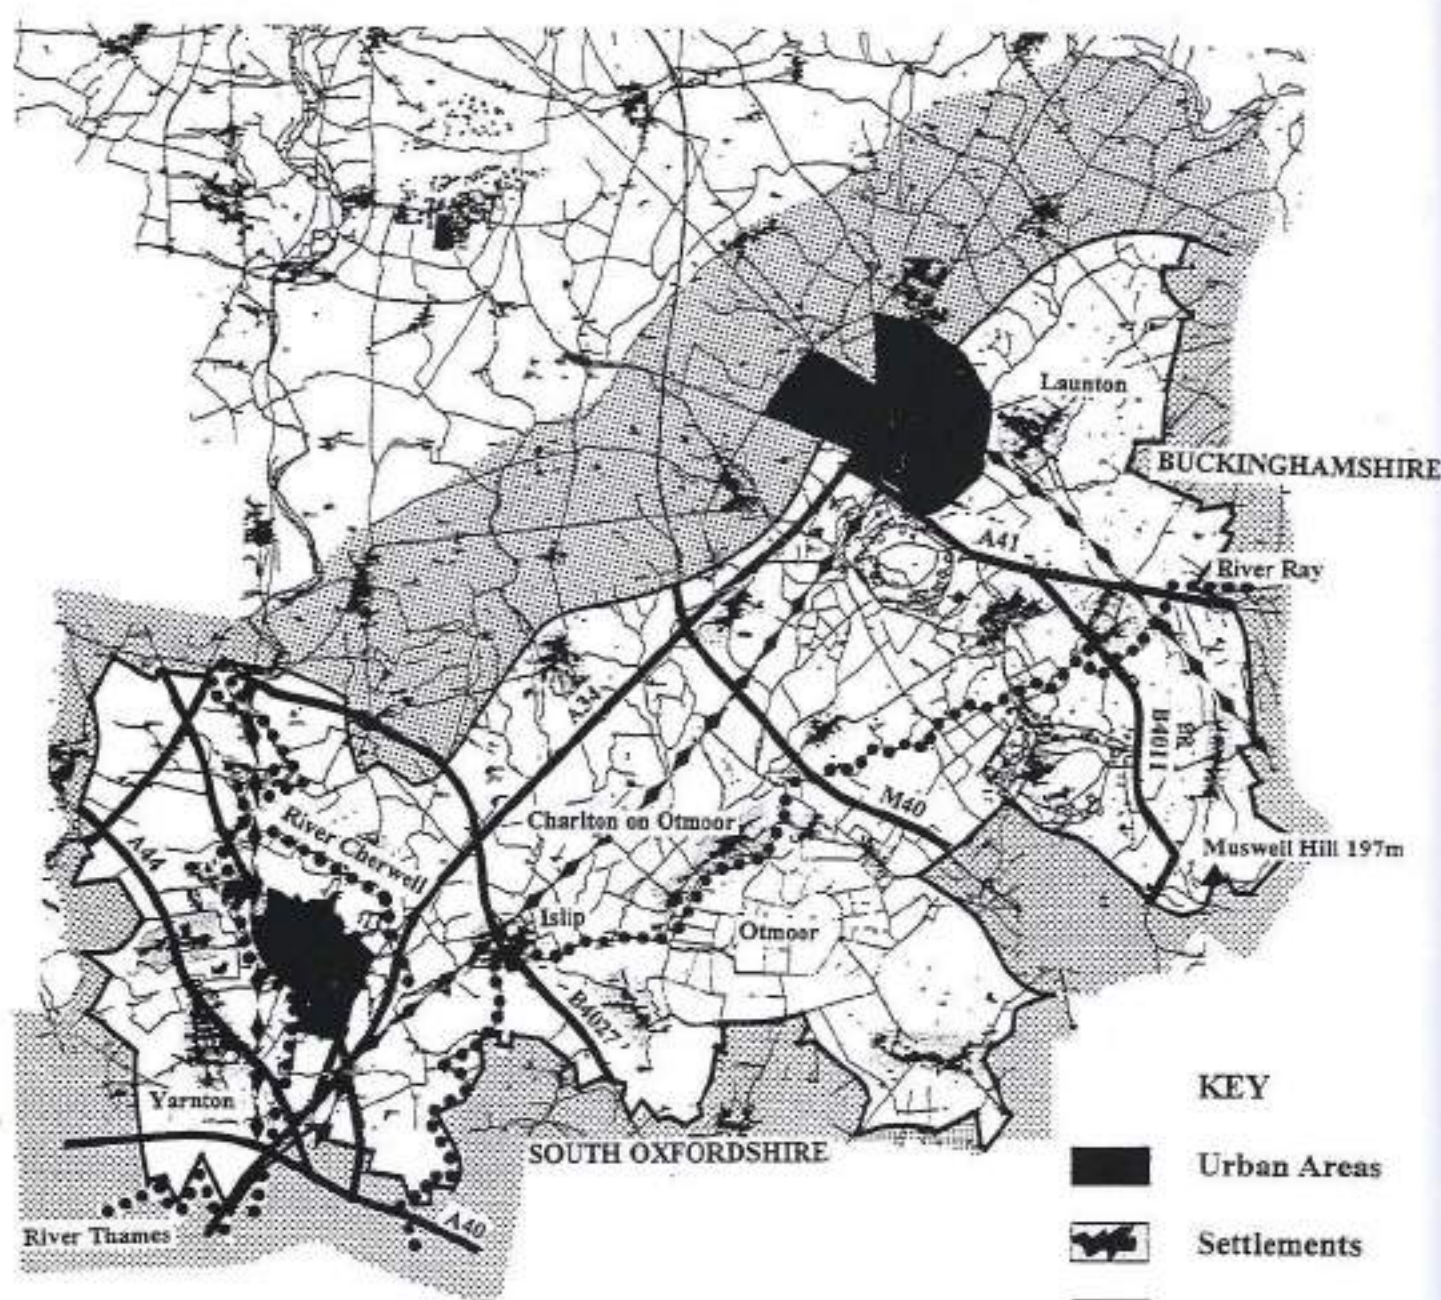 Launton
BUCKINGHAMSHIRE
A41
River Ray
A34
B4011
M40
Charlton on Otmoor
River Cherwell
A44
Muswell Hill 197m
Islip
Otmoor
B4027
Yarnton
SOUTH OXFORDSHIRE
A40
River Thames
KEY
Urban Areas
Settlements